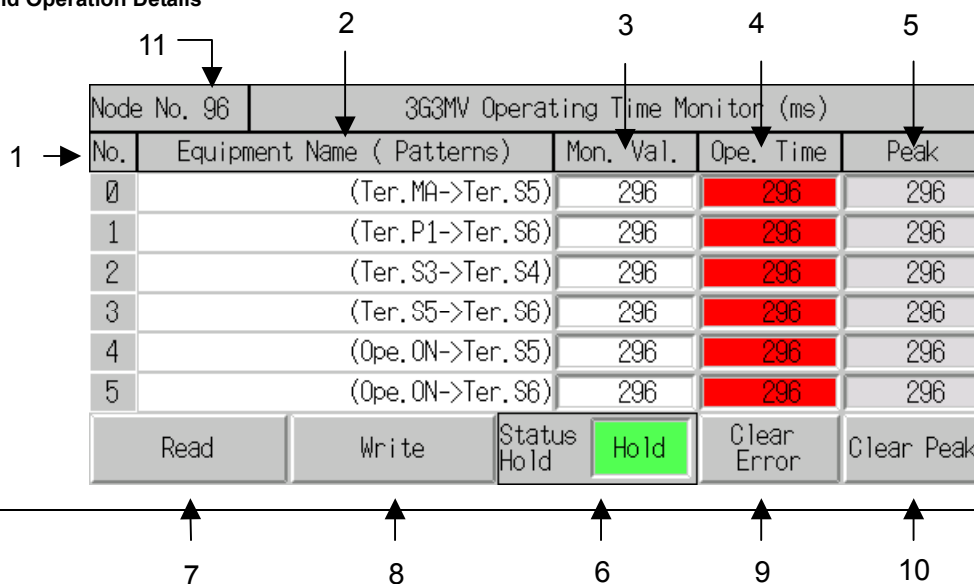 nd Operation Details
11 2 3 4 5
Node No. 96 3G3MV Operating Time Monitor (ms)
1 No. Equipment Name ( Patterns) Mon. Val. Ope. Time Peak
0 (Ter.MA->Ter.S5) 296 296 296
1 (Ter.P1->Ter.S6) 296 296 296
2 (Ter.S3->Ter.S4) 296 296 296
3 (Ter.S5->Ter.S6) 296 296 296
4 (Ope.ON->Ter.S5) 296 296 296
5 (Ope.ON->Ter.S6) 296 296 296
Read Write Status Hold Hold Clear Error Clear Peak
7 8 6 9 10